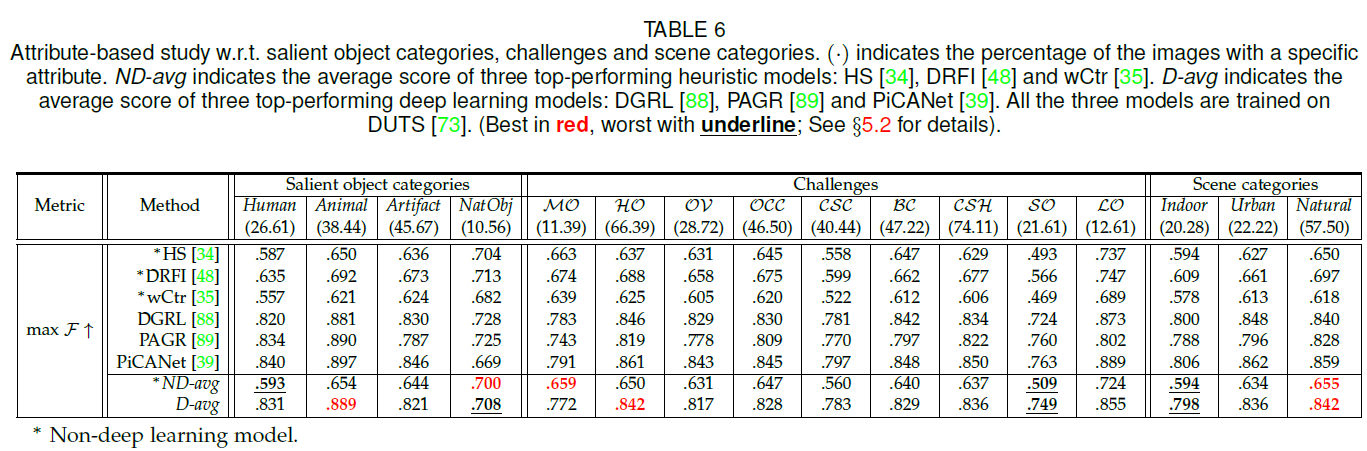 TABLE 6
Attribute-based study w.r.t. salient object categories, challenges and scene categories. (·) indicates the percentage of the images with a specific
attribute. ND-avg indicates the average score of three top-performing heuristic models: HS [34], DRFI [48] and wCtr [35]. D-avg indicates the
average score of three top-performing deep learning models: DGRL [88], PAGR [89] and PiCANet [39]. All the three models are trained on
DUTS [73]. (Best in red, worst with underline; See §5.2 for details).
Metric Method Salient object categories Challenges Scene categories
Human Animal Artifact NatObj MO HO OV OCC CSC BC CSH SO LO Indoor Urban Natural
(26.61) (38.44) (45.67) (10.56) (11.39) (66.39) (28.72) (46.50) (40.44) (47.22) (74.11) (21.61) (12.61) (20.28) (22.22) (57.50)
max F ↑
*HS [34] .587 .650 .636 .704 .663 .637 .631 .645 .558 .647 .629 .493 .737 .594 .627 .650
*DRFI [48] .635 .692 .673 .713 .674 .688 .658 .675 .599 .662 .677 .566 .747 .609 .661 .697
*wCtr [35] .557 .621 .624 .682 .639 .625 .605 .620 .522 .612 .606 .469 .689 .578 .613 .618
DGRL [88] .820 .881 .830 .728 .783 .846 .829 .830 .781 .842 .834 .724 .873 .800 .848 .840
PAGR [89] .834 .890 .787 .725 .743 .819 .778 .809 .770 .797 .822 .760 .802 .788 .796 .828
PiCANet [39] .840 .897 .846 .669 .791 .861 .843 .845 .797 .848 .850 .763 .889 .806 .862 .859
*ND-avg .593 .654 .644 .700 .659 .650 .631 .647 .560 .640 .637 .509 .724 .594 .634 .655
D-avg .831 .889 .821 .708 .772 .842 .817 .828 .783 .829 .836 .749 .855 .798 .836 .842
* Non-deep learning model.